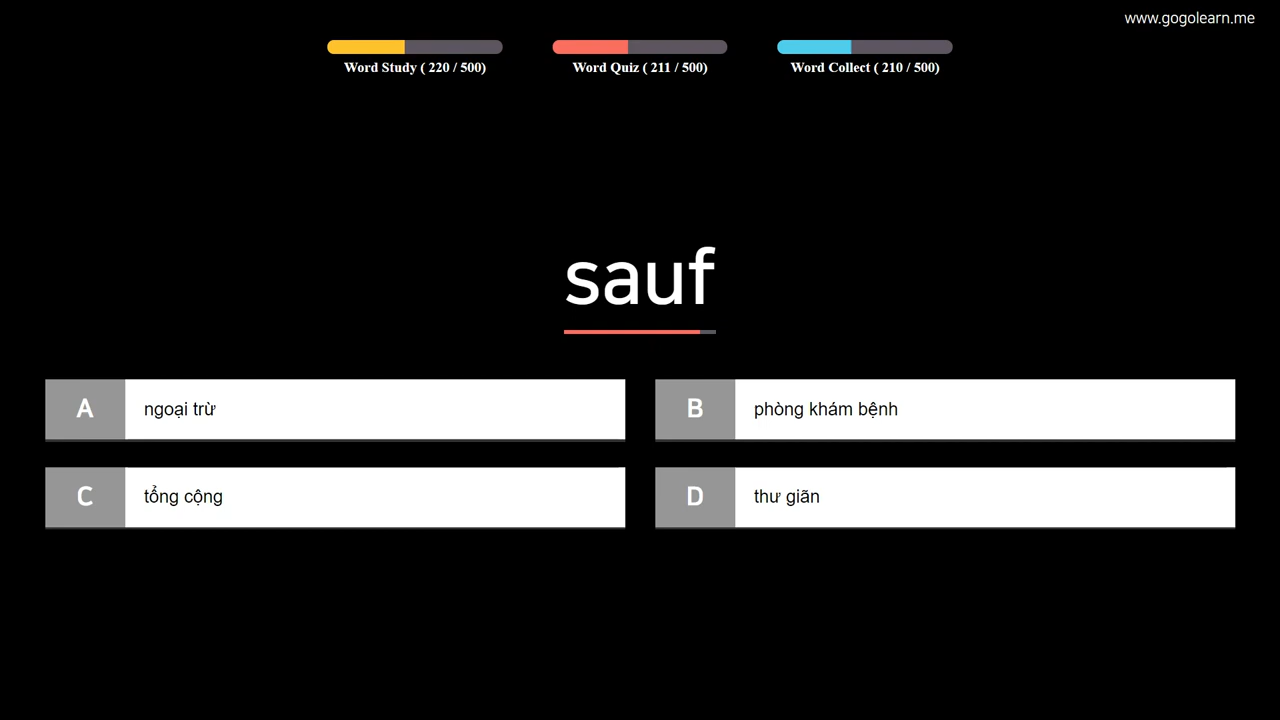 www.gogolearn.me
Word Study ( 220 / 500)
Word Quiz ( 211 / 500)
Word Collect ( 210 / 500)
sauf
A ngoại trừ
B phòng khám bệnh
C tổng cộng
D thư giãn